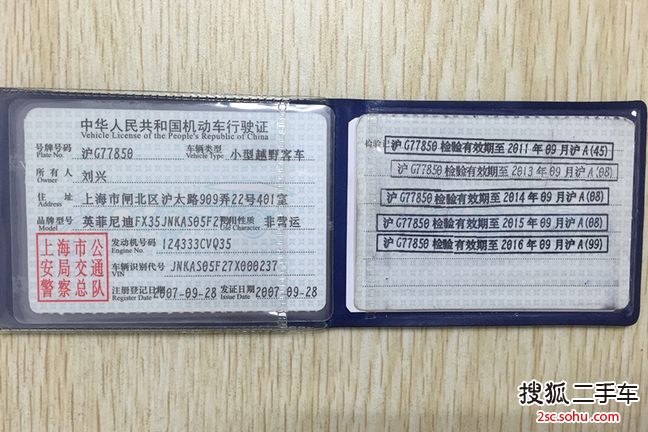 中华人民共和国机动车行驶证
Vehicle License of the People's Republic of China
号牌号码 沪G77850 车辆类型 小型越野客车
Plate No. Vehicle Type
所有人 刘兴
Owner
住址 上海市闸北区沪太路909弄22号401室
Address
品牌型号 英菲尼迪FX35JNKAS05F2 使用性质 非营运
Model Use Character
上海市公
安局交通
警察总队
发动机号码 124333CVQ35
Engine No.
车辆识别代号 JNKAS05F27X000237
VIN
注册登记日期 2007-09-28 发证日期 2007-09-28
Register Date Issue Date
检验记
沪G77850 检验有效期至 2011 年 09 月沪 A(45)
沪G77850 检验有效期至 2013 年 09 月沪 A(08)
沪G77850 检验有效期至 2014 年 09 月沪 A(08)
沪G77850 检验有效期至 2015 年 09 月沪 A(08)
沪G77850 检验有效期至 2016 年 09 月沪 A(99)
搜狐二手车
2sc.sohu.com